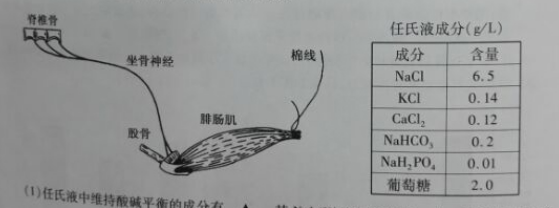 脊椎骨
坐骨神经
棉线
腓肠肌
股骨
任氏液成分(g/L)
成分 含量
NaCl 6.5
KCl 0.14
CaCl₂ 0.12
NaHCO₃ 0.2
NaH₂PO₄ 0.01
葡萄糖 2.0
(1)任氏液中维持酸碱平衡的成分有 ▲